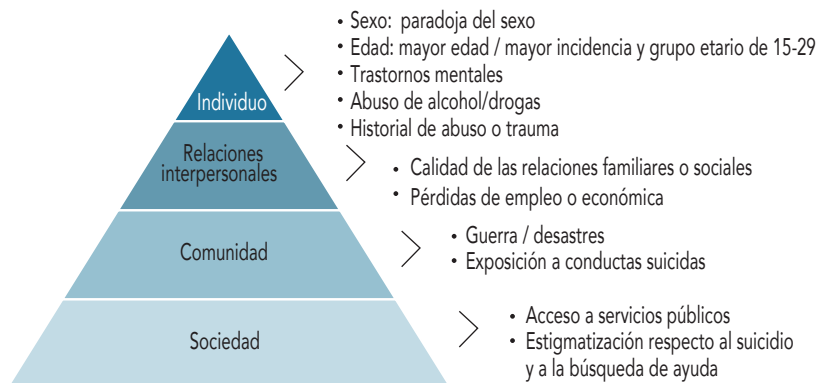 Individuo
• Sexo: paradoja del sexo
• Edad: mayor edad / mayor incidencia y grupo etario de 15-29
• Trastornos mentales
• Abuso de alcohol/drogas
• Historial de abuso o trauma
Relaciones
interpersonales
• Calidad de las relaciones familiares o sociales
• Pérdidas de empleo o económica
Comunidad
• Guerra / desastres
• Exposición a conductas suicidas
Sociedad
• Acceso a servicios públicos
• Estigmatización respecto al suicidio
y a la búsqueda de ayuda